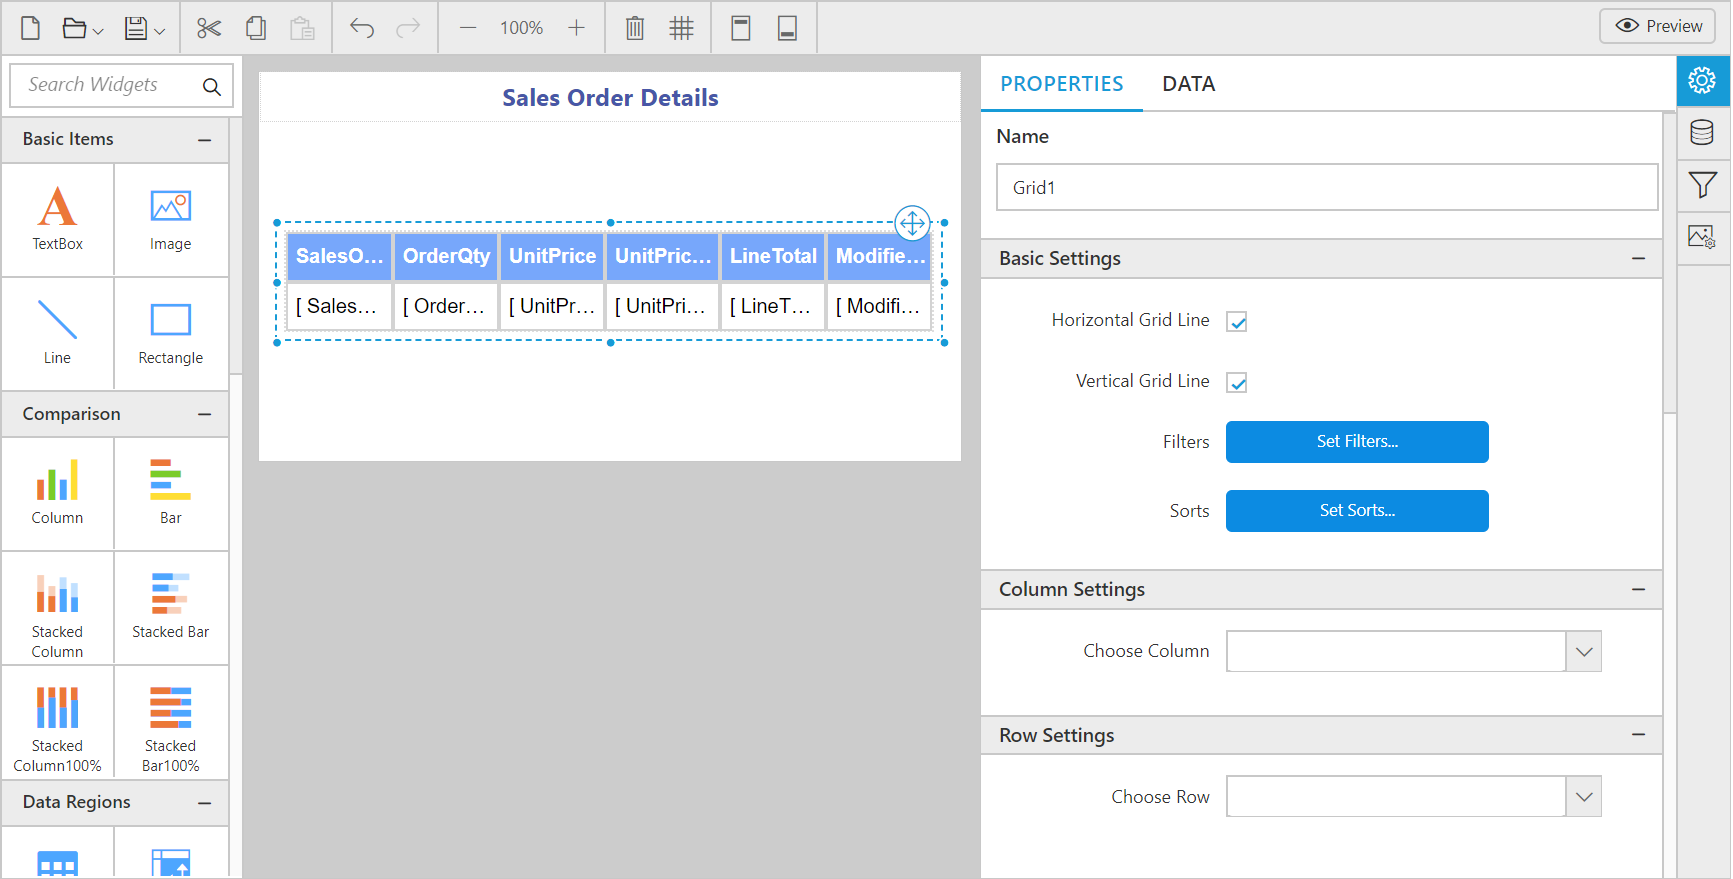 100%
Preview
Search Widgets
Basic Items
TextBox
Image
Line
Rectangle
Comparison
Column
Bar
Stacked
Column
Stacked Bar
Stacked
Column100%
Stacked
Bar100%
Data Regions
Sales Order Details
SalesO... OrderQty UnitPrice UnitPric... LineTotal Modifie...
[ Sales... [ Order... [ UnitPr... [ UnitPri... [ LineT... [ Modifi...
PROPERTIES DATA
Name
Grid1
Basic Settings
Horizontal Grid Line
Vertical Grid Line
Filters Set Filters...
Sorts Set Sorts...
Column Settings
Choose Column
Row Settings
Choose Row